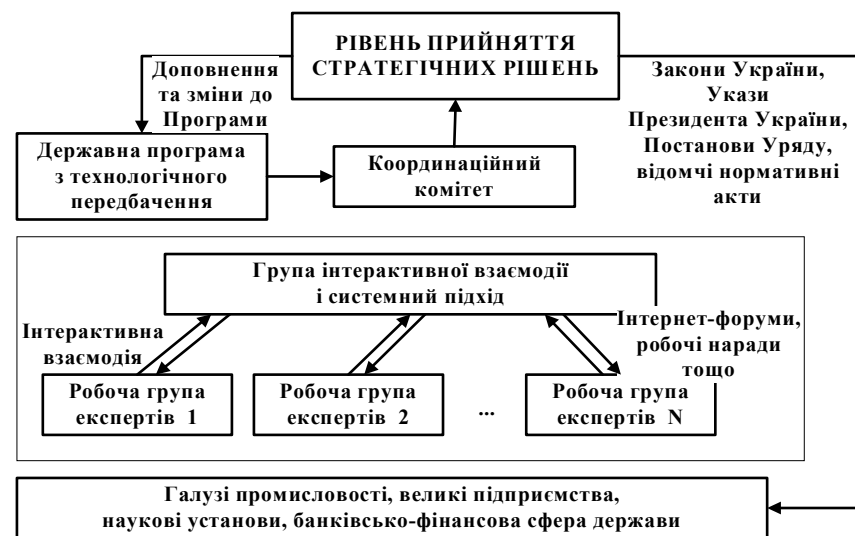 РІВЕНЬ ПРИЙНЯТТЯ
СТРАТЕГІЧНИХ РІШЕНЬ
Доповнення
та зміни до
Програми
Закони України,
Укази
Президента України,
Постанови Уряду,
відомчі нормативні
акти
Державна програма
з технологічного
передбачення
Координаційний
комітет
Група інтерактивної взаємодії
і системний підхід
Інтерактивна
взаємодія
Інтернет-форуми,
робочі наради
тощо
Робоча група
експертів 1
Робоча група
експертів 2
...
Робоча група
експертів N
Галузі промисловості, великі підприємства,
наукові установи, банківсько-фінансова сфера держави